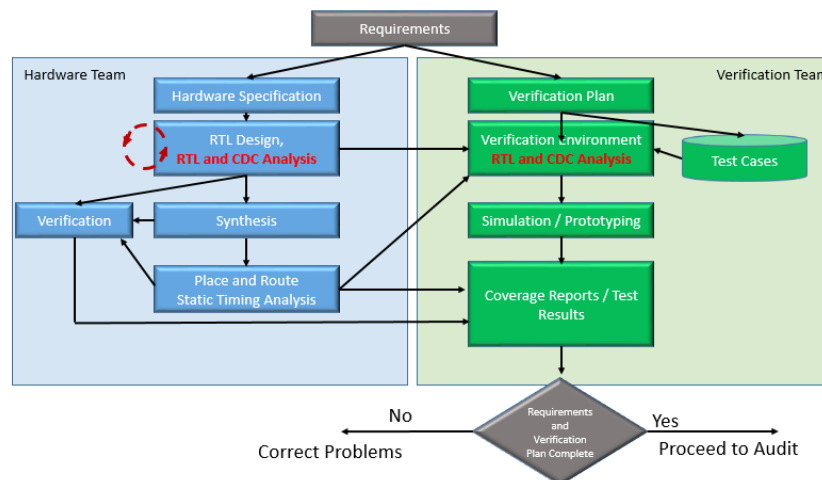 Requirements
Hardware Team
Verification Team
Hardware Specification
Verification Plan
RTL Design,
RTL and CDC Analysis
Verification Environment
RTL and CDC Analysis
Test Cases
Verification
Synthesis
Simulation / Prototyping
Place and Route
Static Timing Analysis
Coverage Reports / Test
Results
Requirements
and
Verification
Plan Complete
No
Yes
Correct Problems
Proceed to Audit